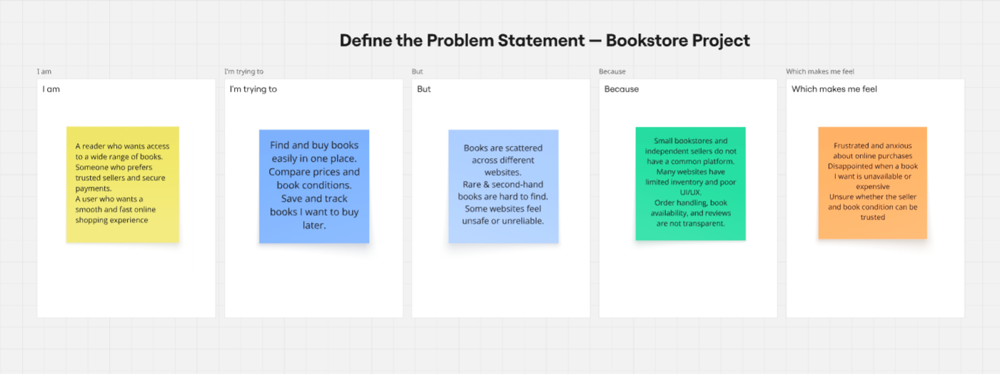 Define the Problem Statement — Bookstore Project
I am
I'm trying to
But
Because
Which makes me feel
I am
I'm trying to
But
Because
Which makes me feel
A reader who wants access
to a wide range of books.
Someone who prefers
trusted sellers and secure
payments.
A user who wants a
smooth and fast online
shopping experience
Find and buy books
easily in one place.
Compare prices and
book conditions.
Save and track
books I want to buy
later.
Books are scattered
across different
websites.
Rare & second-hand
books are hard to find.
Some websites feel
unsafe or unreliable.
Small bookstores and
independent sellers do not
have a common platform.
Many websites have
limited inventory and poor
UI/UX.
Order handling, book
availability, and reviews
are not transparent.
Frustrated and anxious
about online purchases
Disappointed when a book
I want is unavailable or
expensive
Unsure whether the seller
and book condition can be
trusted